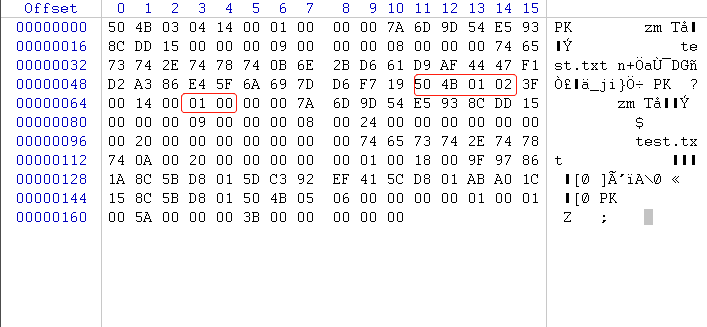 Offset 0 1 2 3 4 5 6 7 8 9 10 11 12 13 14 15
00000000 50 4B 03 04 14 00 01 00 00 00 7A 6D 9D 54 E5 93 PK zm Tå
00000016 8C DD 15 00 00 00 09 00 00 00 08 00 00 00 74 65 Ý te
00000032 73 74 2E 74 78 74 0B 6E 2B D6 61 D9 AF 44 47 F1 st.txt n+ÖaÙ¯DGñ
00000048 D2 A3 86 E4 5F 6A 69 7D D6 F7 19 50 4B 01 02 3F Ò£ ä_ji}Ö÷ PK ?
00000064 00 14 00 01 00 00 00 7A 6D 9D 54 E5 93 8C DD 15 zm Tå Ý
00000080 00 00 00 09 00 00 00 08 00 24 00 00 00 00 00 00 $
00000096 00 20 00 00 00 00 00 00 00 74 65 73 74 2E 74 78 test.tx
00000112 74 0A 00 20 00 00 00 00 00 01 00 18 00 9F 97 86 t
00000128 1A 8C 5B D8 01 5D C3 92 EF 41 5C D8 01 AB A0 1C [Ø ]Ã’ïA\Ø «
00000144 15 8C 5B D8 01 50 4B 05 06 00 00 00 00 01 00 01 [Ø PK
00000160 00 5A 00 00 00 3B 00 00 00 00 00 Z ;